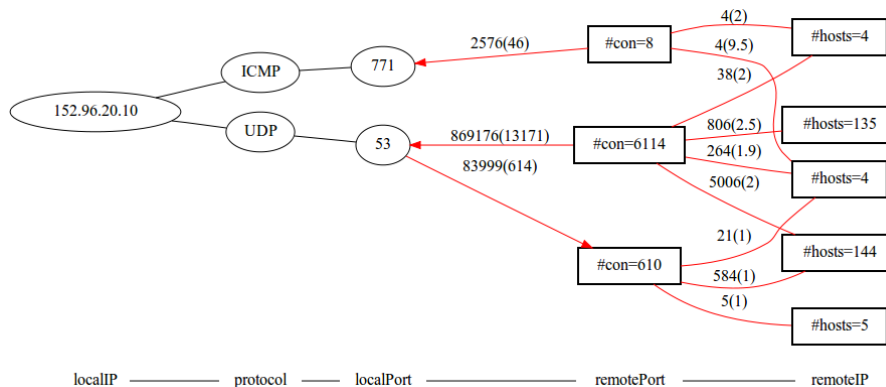 4(2)
2576(46)
#con=8
#hosts=4
4(9.5)
ICMP
771
38(2)
152.96.20.10
806(2.5)
#hosts=135
UDP
869176(13171)
53
#con=6114
264(1.9)
83999(614)
5006(2)
#hosts=4
21(1)
#hosts=144
#con=610
584(1)
5(1)
#hosts=5
localIP protocol localPort remotePort remoteIP